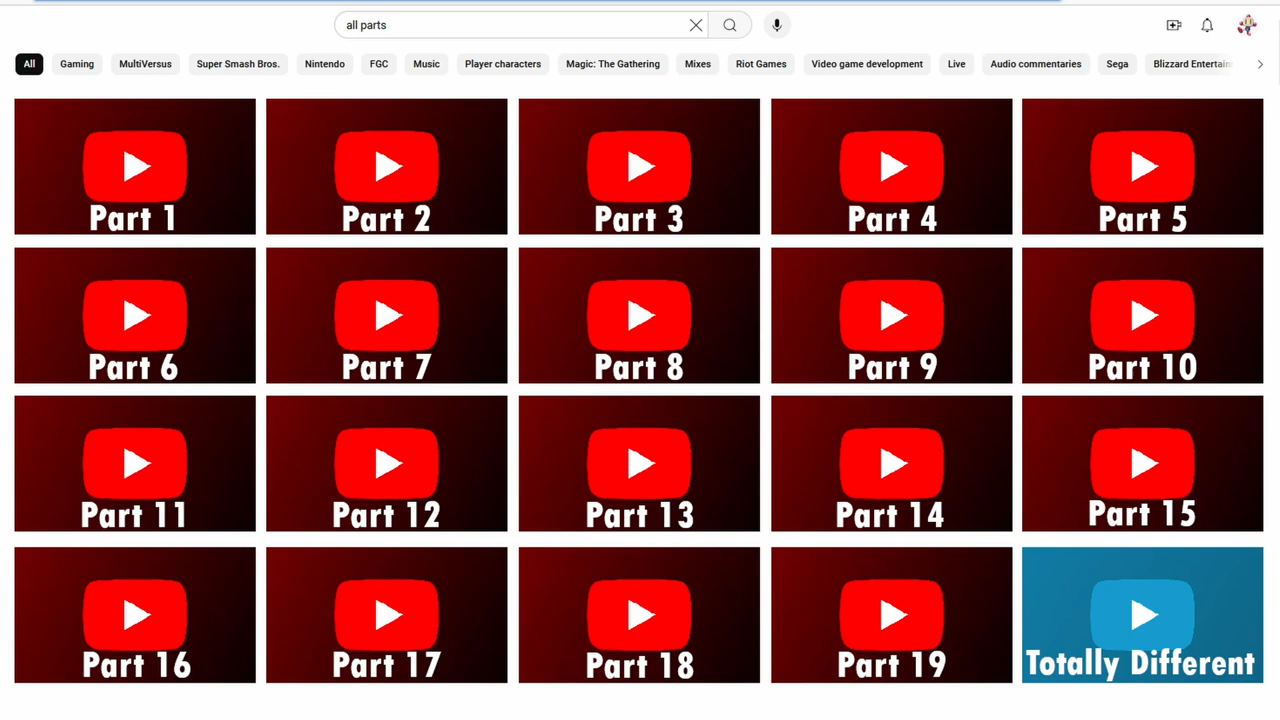 all parts
All Gaming MultiVersus Super Smash Bros. Nintendo FGC Music Player characters Magic: The Gathering Mixes Riot Games Video game development Live Audio commentaries Sega Blizzard Entertain
Part 1 Part 2 Part 3 Part 4 Part 5
Part 6 Part 7 Part 8 Part 9 Part 10
Part 11 Part 12 Part 13 Part 14 Part 15
Part 16 Part 17 Part 18 Part 19 Totally Different